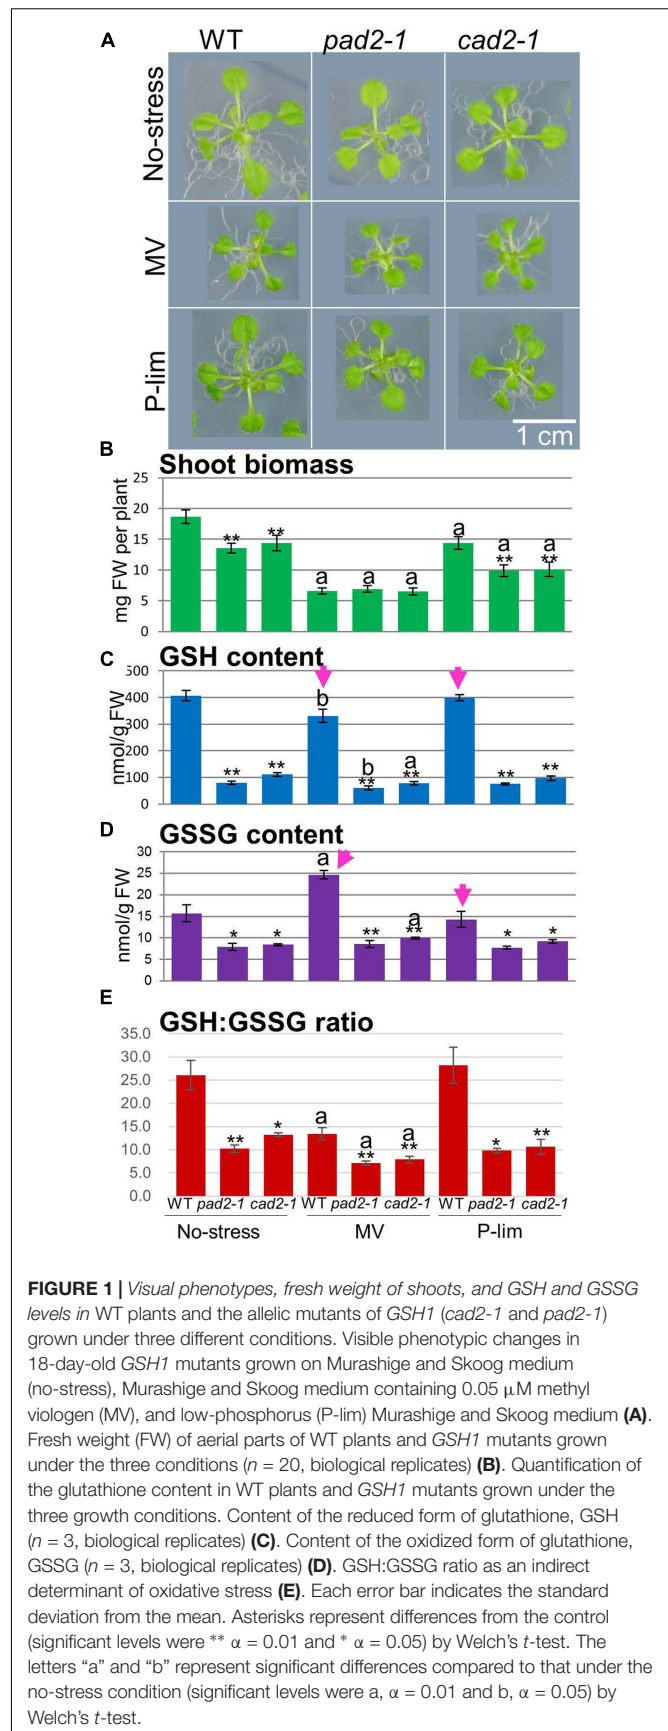 A
WT pad2-1 cad2-1
No-stress
MV
P-lim
1 cm
B
Shoot biomass
mg FW per plant
25
20
15
10
5
0
** ** a a a a a ** a **
C
GSH content
nmol/g FW
500
400
300
200
100
0
** ** b b ** a ** ** **
D
GSSG content
nmol/g FW
30
25
20
15
10
5
0
* * a ** a ** * *
E
GSH:GSSG ratio
35.0
30.0
25.0
20.0
15.0
10.0
5.0
0.0
** * a a ** a ** * **
WT pad2-1 cad2-1 WT pad2-1 cad2-1 WT pad2-1 cad2-1
No-stress MV P-lim
FIGURE 1 | Visual phenotypes, fresh weight of shoots, and GSH and GSSG
levels in WT plants and the allelic mutants of GSH1 (cad2-1 and pad2-1)
grown under three different conditions. Visible phenotypic changes in
18-day-old GSH1 mutants grown on Murashige and Skoog medium
(no-stress), Murashige and Skoog medium containing 0.05 μM methyl
viologen (MV), and low-phosphorus (P-lim) Murashige and Skoog medium (A).
Fresh weight (FW) of aerial parts of WT plants and GSH1 mutants grown
under the three conditions (n = 20, biological replicates) (B). Quantification of
the glutathione content in WT plants and GSH1 mutants grown under the
three growth conditions. Content of the reduced form of glutathione, GSH
(n = 3, biological replicates) (C). Content of the oxidized form of glutathione,
GSSG (n = 3, biological replicates) (D). GSH:GSSG ratio as an indirect
determinant of oxidative stress (E). Each error bar indicates the standard
deviation from the mean. Asterisks represent differences from the control
(significant levels were ** α = 0.01 and * α = 0.05) by Welch's t-test. The
letters "a" and "b" represent significant differences compared to that under the
no-stress condition (significant levels were a, α = 0.01 and b, α = 0.05) by
Welch's t-test.